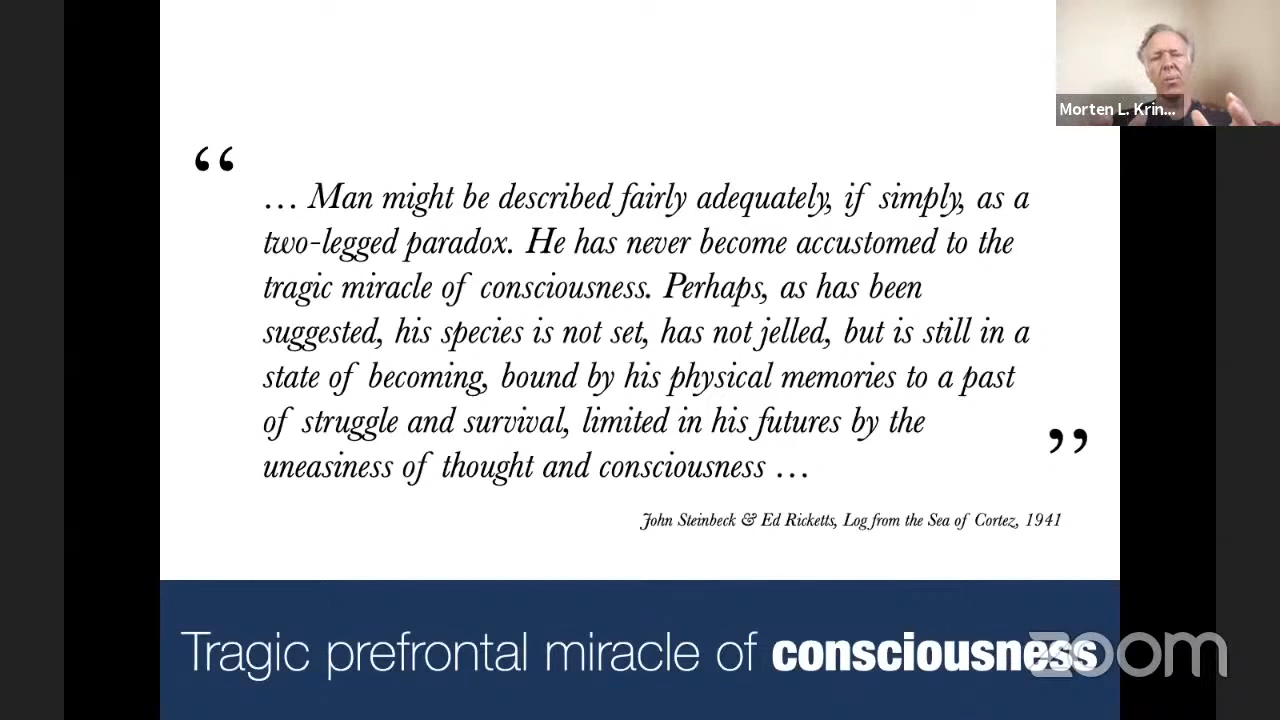 Morten L. Krin...
“
… Man might be described fairly adequately, if simply, as a
two-legged paradox. He has never become accustomed to the
tragic miracle of consciousness. Perhaps, as has been
suggested, his species is not set, has not jelled, but is still in a
state of becoming, bound by his physical memories to a past
of struggle and survival, limited in his futures by the
uneasiness of thought and consciousness …
”
John Steinbeck & Ed Ricketts, Log from the Sea of Cortez, 1941
Tragic prefrontal miracle of consciousness
zoom